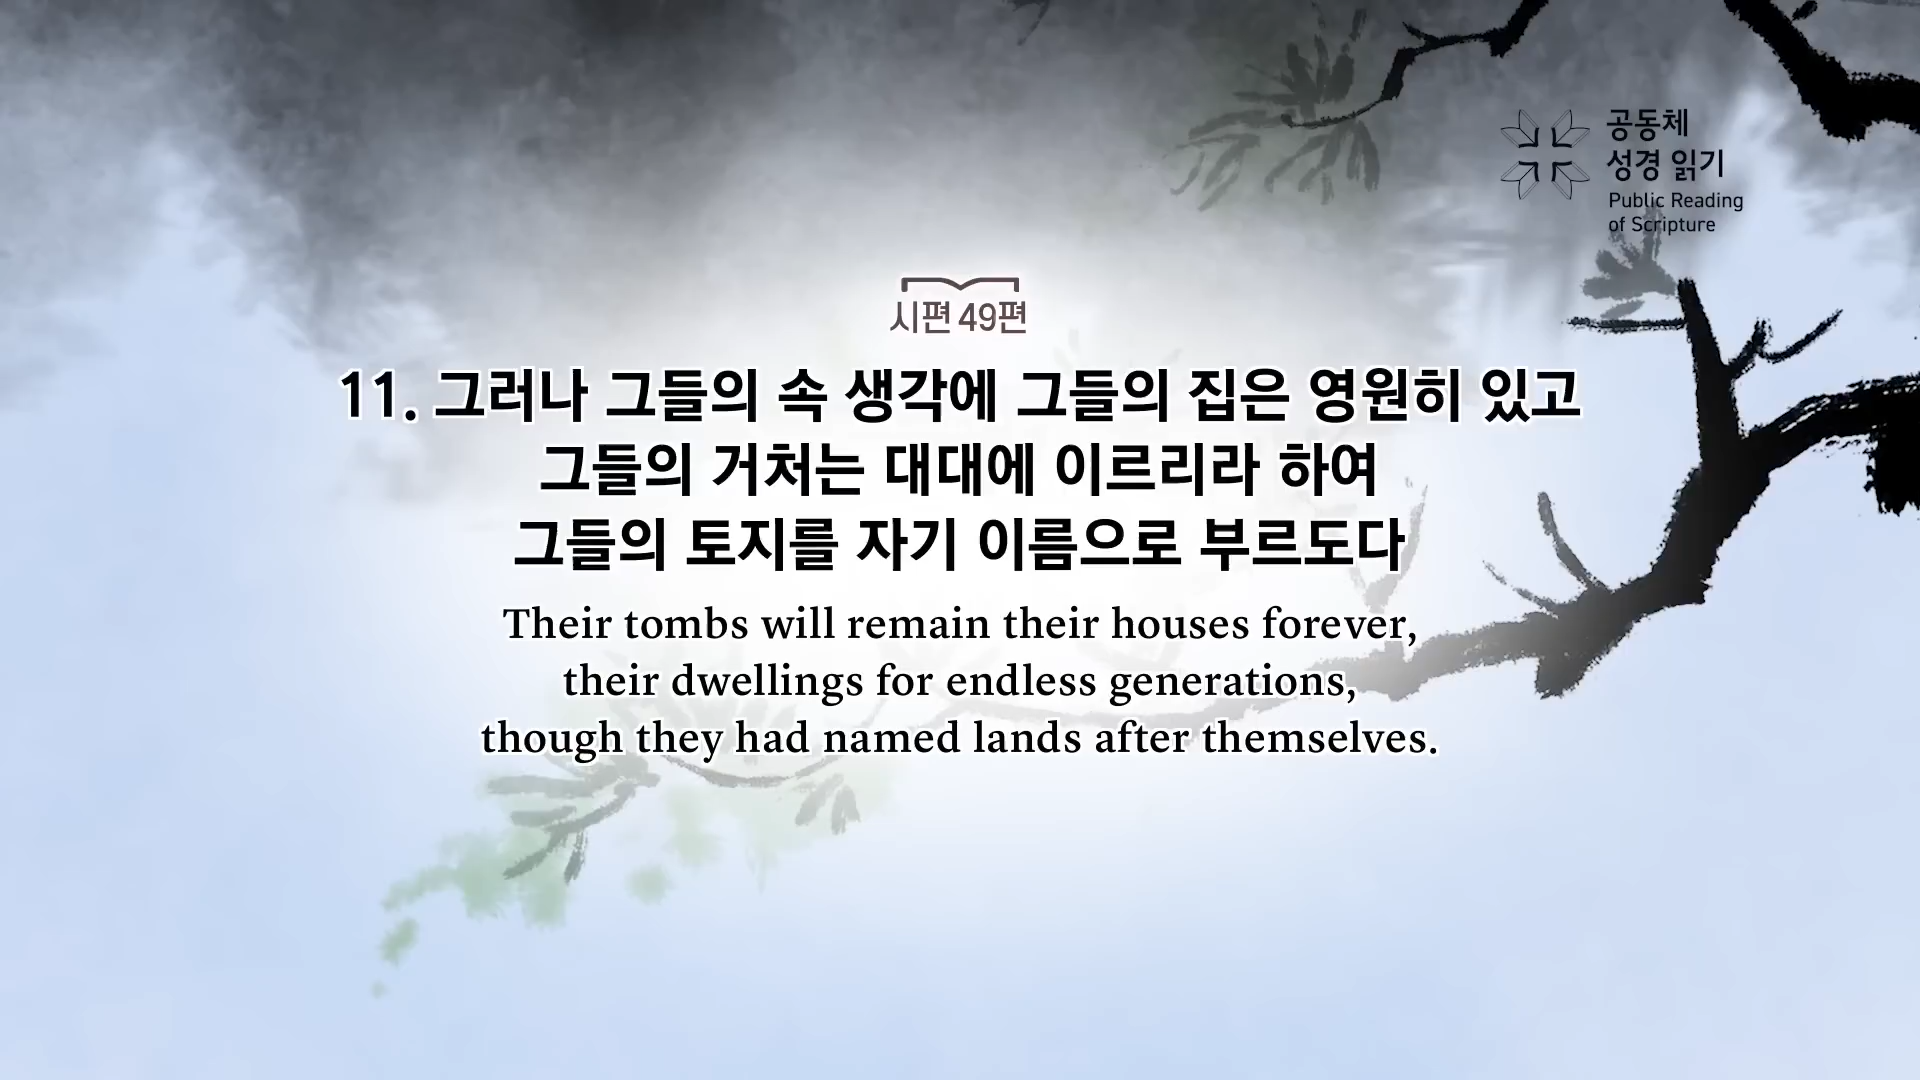 공동체
성경 읽기
Public Reading
of Scripture
시편 49편
11. 그러나 그들의 속 생각에 그들의 집은 영원히 있고
그들의 거처는 대대에 이르리라 하여
그들의 토지를 자기 이름으로 부르도다
Their tombs will remain their houses forever,
their dwellings for endless generations,
though they had named lands after themselves.